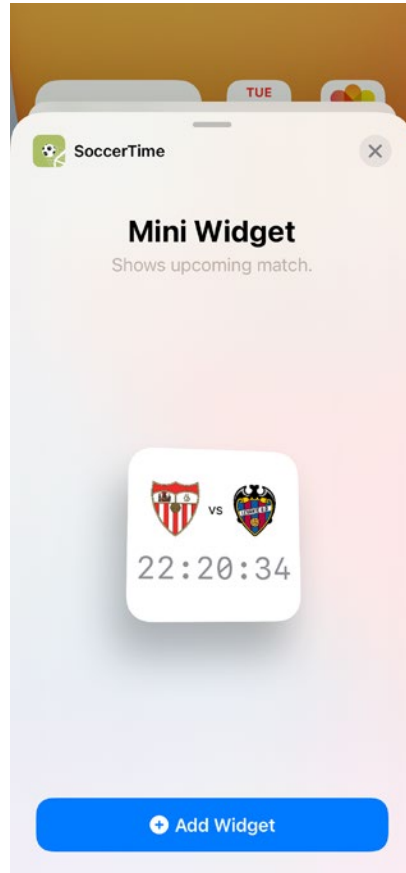 TUE
SoccerTime
Mini Widget
Shows upcoming match.
vs
22:20:34
Add Widget